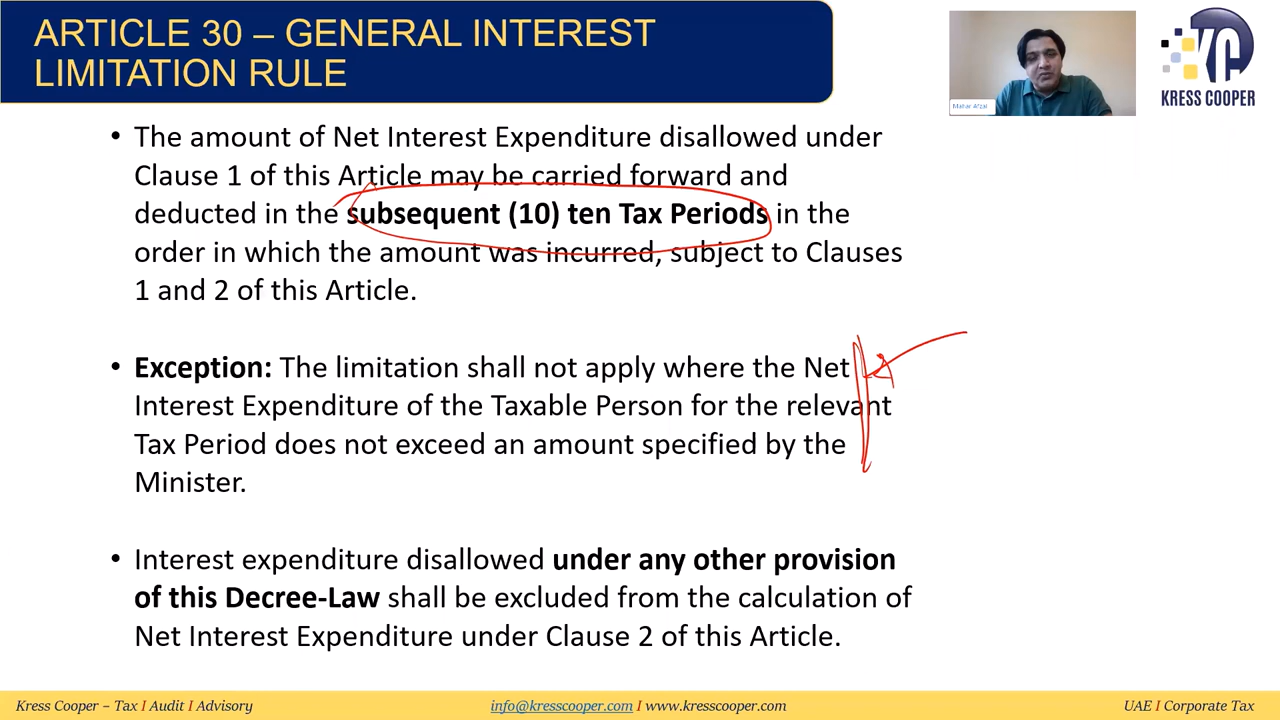 ARTICLE 30 – GENERAL INTEREST
LIMITATION RULE
Mahar Afzal
KC
KRESS COOPER
• The amount of Net Interest Expenditure disallowed under
Clause 1 of this Article may be carried forward and
deducted in the subsequent (10) ten Tax Periods in the
order in which the amount was incurred, subject to Clauses
1 and 2 of this Article.
• Exception: The limitation shall not apply where the Net
Interest Expenditure of the Taxable Person for the relevant
Tax Period does not exceed an amount specified by the
Minister.
• Interest expenditure disallowed under any other provision
of this Decree-Law shall be excluded from the calculation of
Net Interest Expenditure under Clause 2 of this Article.
Kress Cooper – Tax I Audit I Advisory info@kresscooper.com I www.kresscooper.com UAE I Corporate Tax